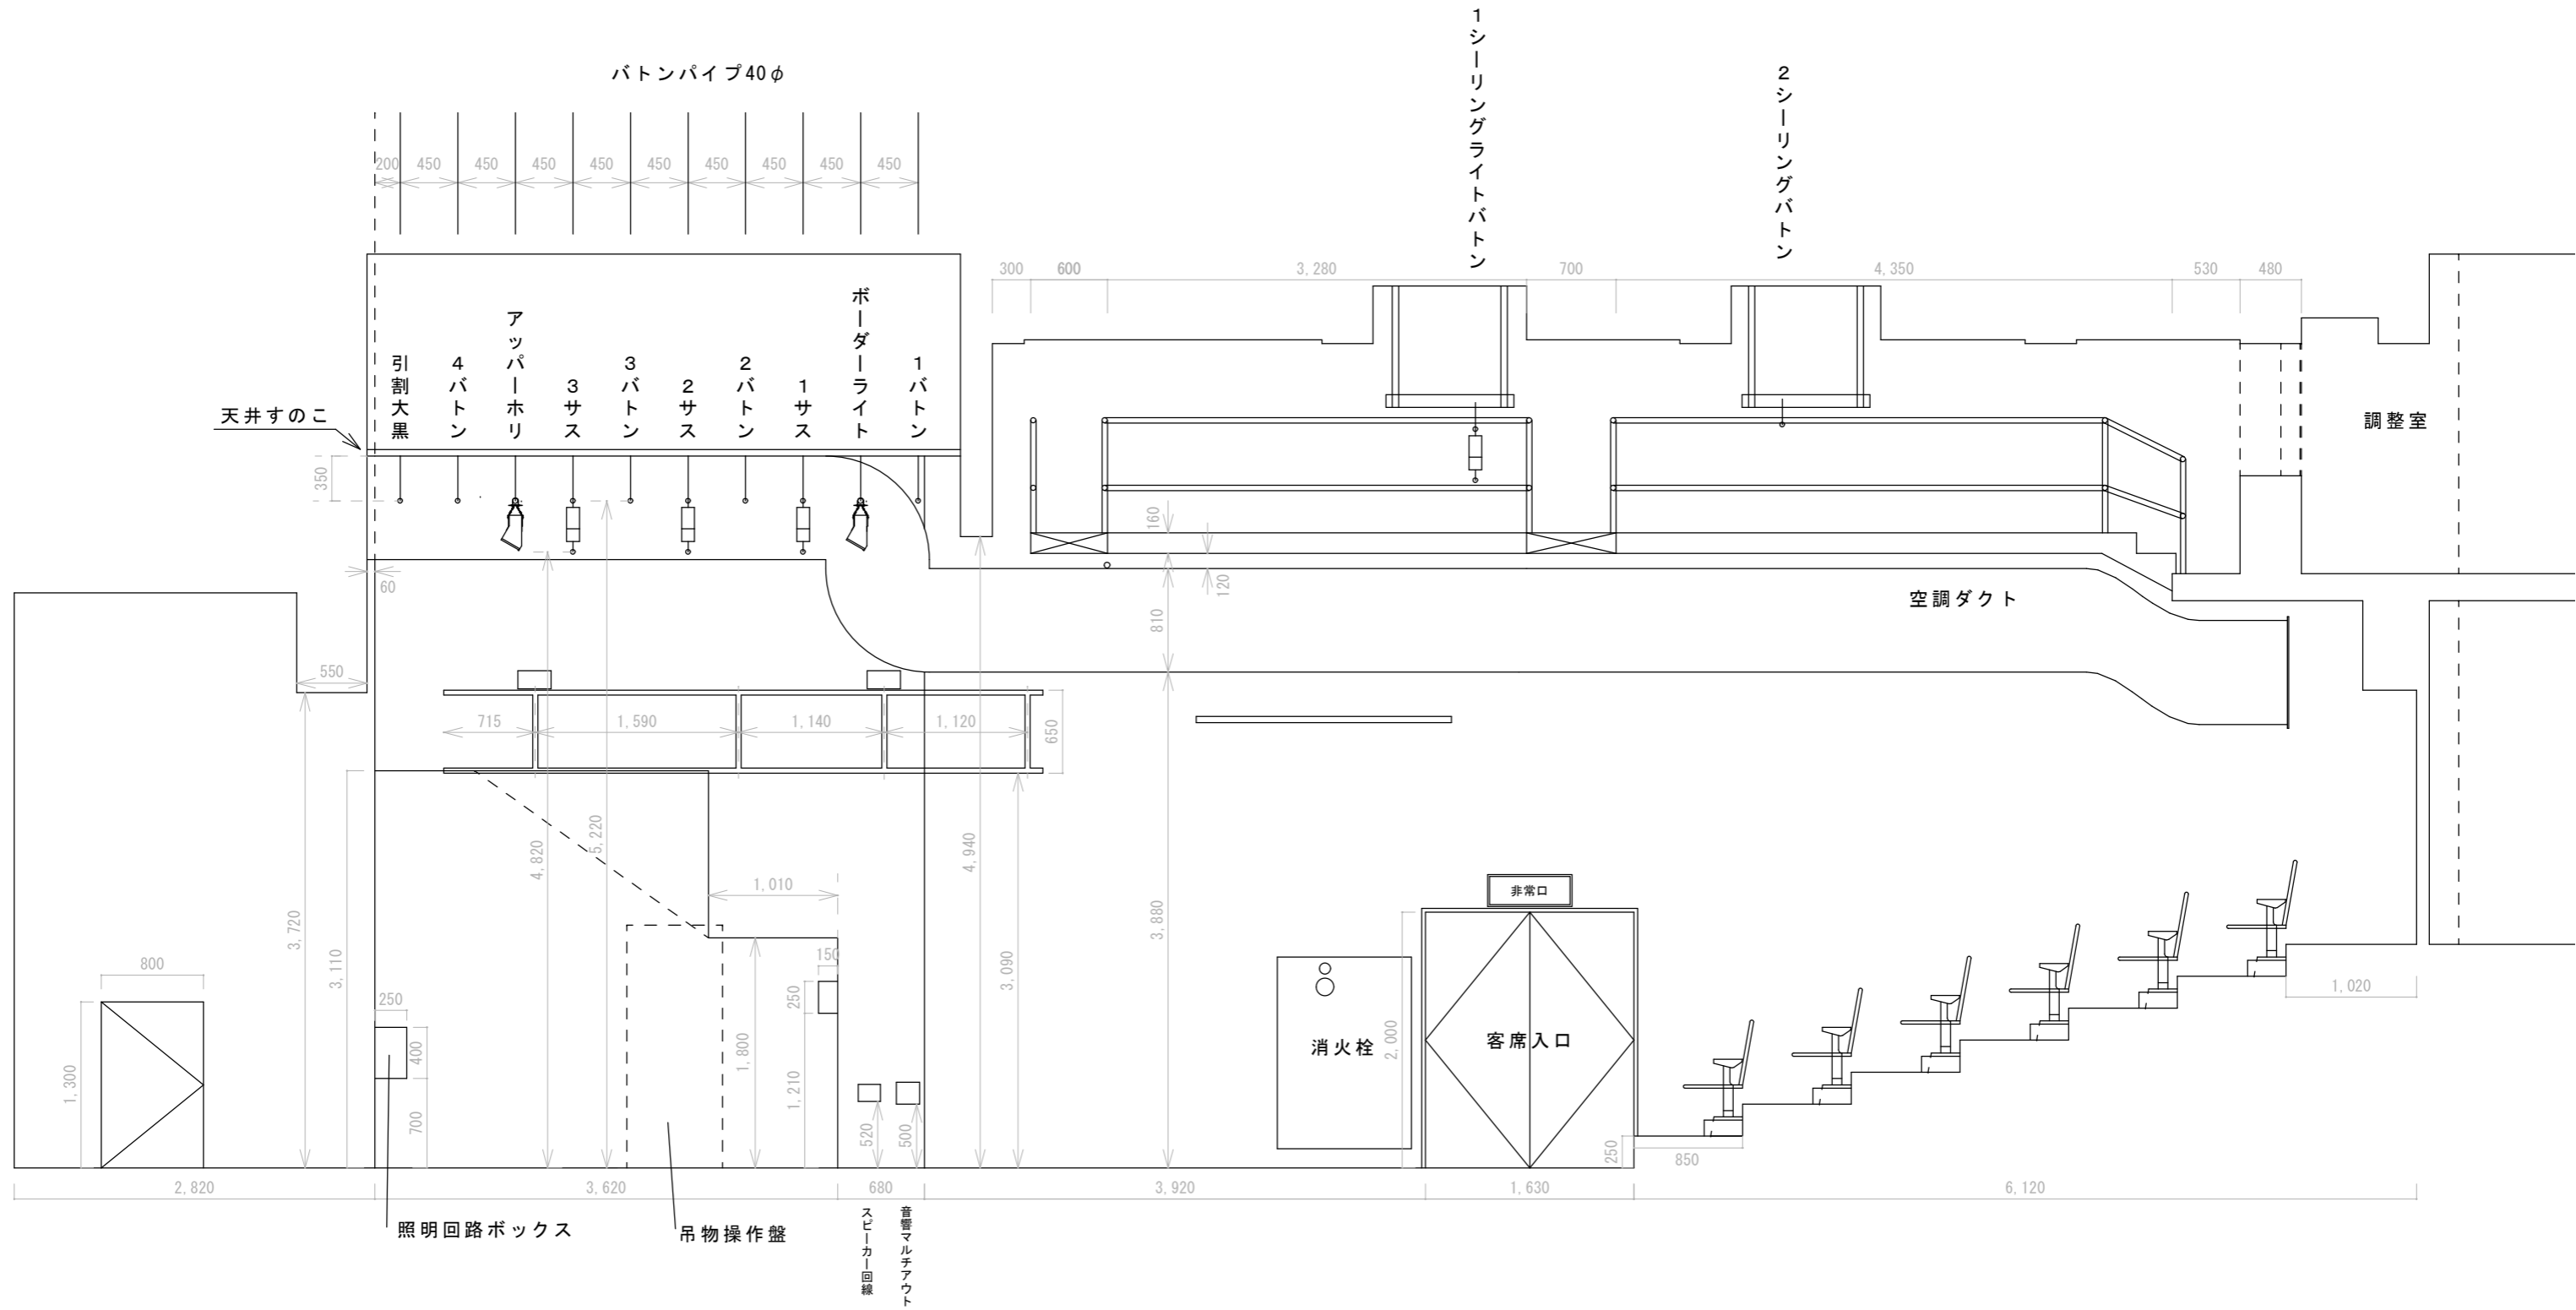 1シーリングライトバトン
2シーリングバトン
バトンパイプ40φ
200 450 450 450 450 450 450 450 450 450
300 600 3,280 700 4,350 530 480
引割大黒
4バトン
アッパーホリ
3サス
3バトン
2サス
2バトン
1サス
ボーダーライト
1バトン
天井すのこ
調整室
350
160
120
60
空調ダクト
810
550
715 1,590 1,140 1,120
650
4,820
5,220
4,940
3,880
3,720
3,110
3,090
1,010
非常口
150
250
800
250
400
1,300
700
1,800
1,210
520
500
消火栓
2,000
客席入口
1,020
250
850
2,820 3,620 680 3,920 1,630 6,120
照明回路ボックス
吊物操作盤
スピーカー回線
音響マルチアウト